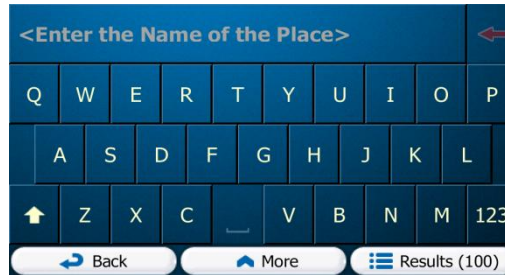 <Enter the Name of the Place>
Q W E R T Y U I O P
A S D F G H J K L
Z X C V B N M 123
Back More Results (100)